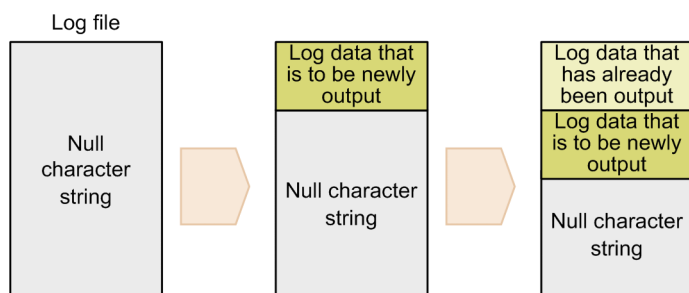 Log file
Null
character
string
Log data that
is to be newly
output
Null character
string
Log data that
has already
been output
Log data that
is to be newly
output
Null character
string